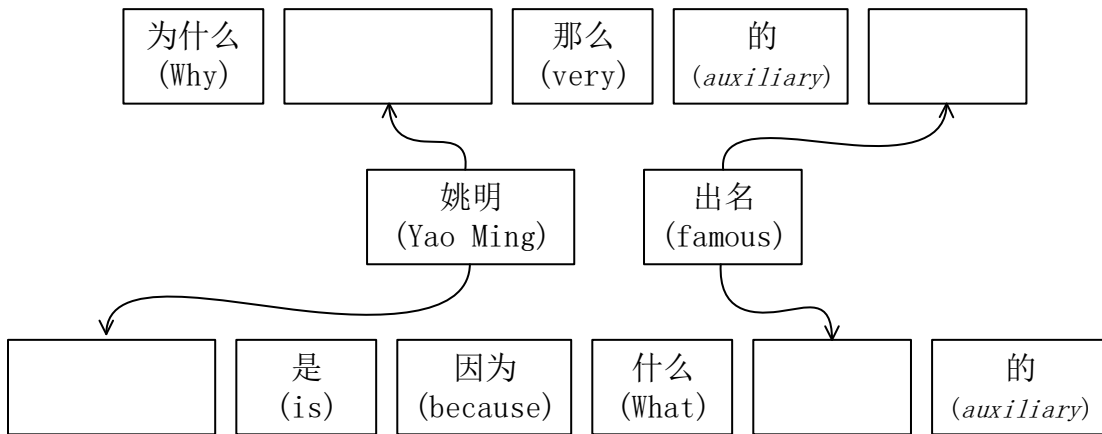 为什么 那么 的
(Why) (very) (auxiliary)
姚明 出名
(Yao Ming) (famous)
是 因为 什么 的
(is) (because) (What) (auxiliary)